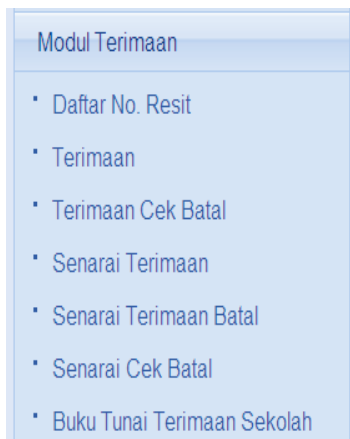 Modul Terimaan
Daftar No. Resit
Terimaan
Terimaan Cek Batal
Senarai Terimaan
Senarai Terimaan Batal
Senarai Cek Batal
Buku Tunai Terimaan Sekolah